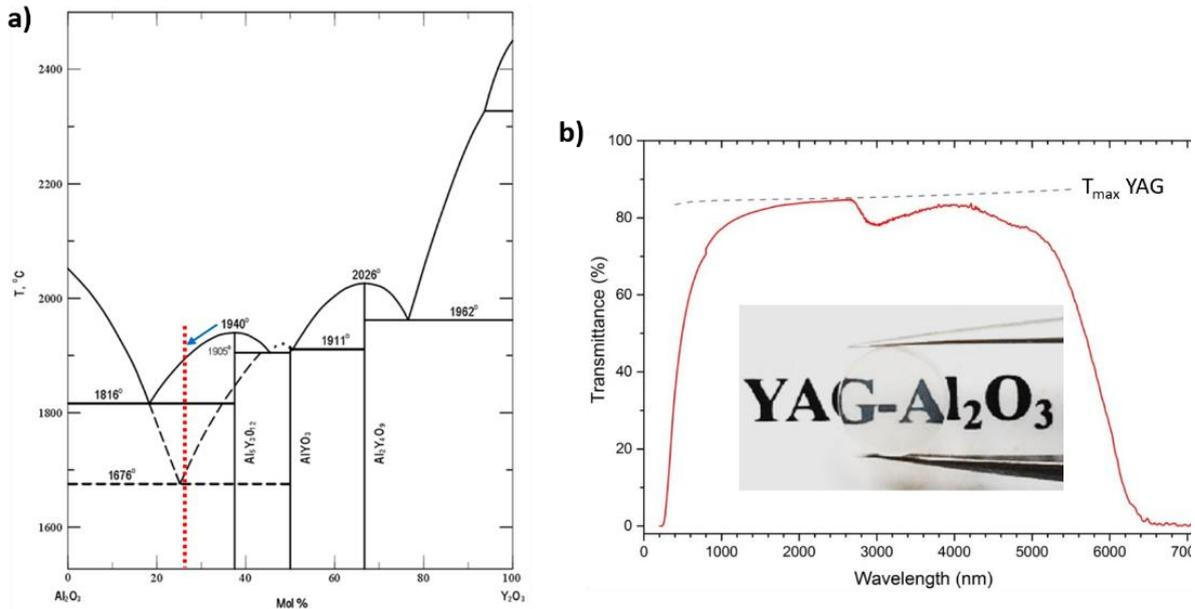 a)
2400
2200
2000
1800
1600
T, °C
2026°
1962°
1940°
1905°
1911°
1816°
1676°
Al₅Y₃O₁₂
AlYO₃
Al₂Y₄O₉
0
20
40
60
80
100
Al₂O₃
Mol %
Y₂O₃
b)
100
80
60
40
20
0
Transmittance (%)
T_max YAG
YAG-Al₂O₃
0
1000
2000
3000
4000
5000
6000
Wavelength (nm)